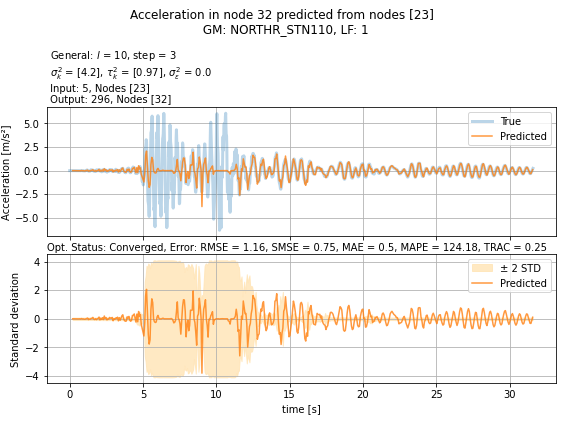 Acceleration in node 32 predicted from nodes [23]
GM: NORTHR_STN110, LF: 1
General: l = 10, step = 3
σ²ₖ = [4.2], τ²ₖ = [0.97], σ²ε = 0.0
Input: 5, Nodes [23]
Output: 296, Nodes [32]
Acceleration [m/s²]
5.0
2.5
0.0
−2.5
−5.0
True
Predicted
Opt. Status: Converged, Error: RMSE = 1.16, SMSE = 0.75, MAE = 0.5, MAPE = 124.18, TRAC = 0.25
Standard deviation
4
2
0
−2
−4
± 2 STD
Predicted
0 5 10 15 20 25 30
time [s]